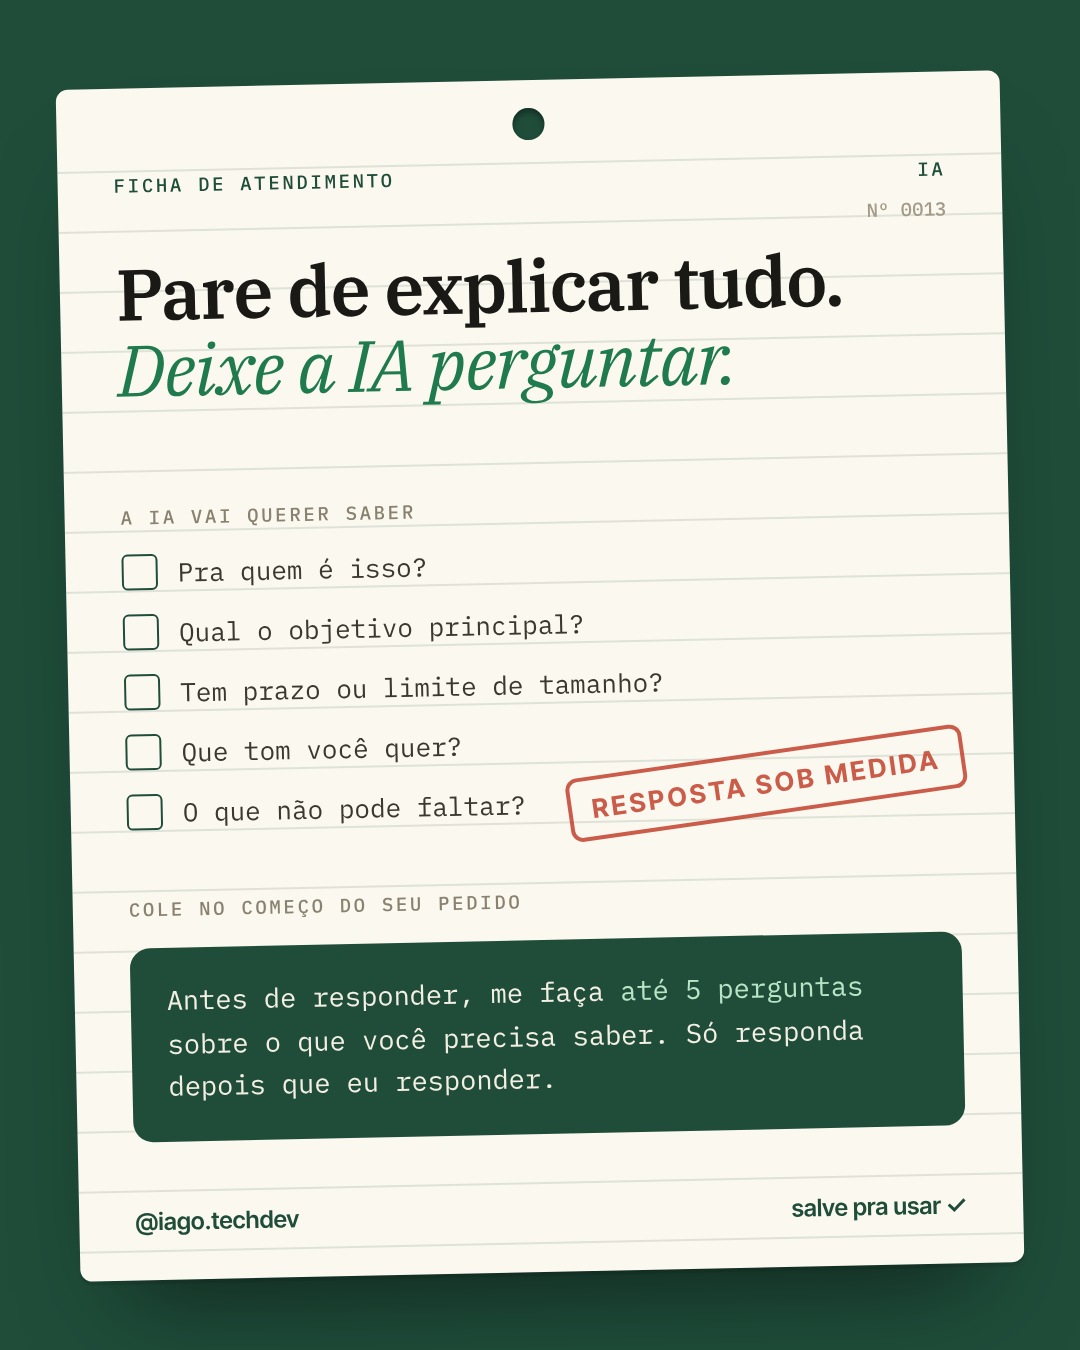 FICHA DE ATENDIMENTO
IA
Nº 0013
Pare de explicar tudo.
Deixe a IA perguntar.
A IA VAI QUERER SABER
Pra quem é isso?
Qual o objetivo principal?
Tem prazo ou limite de tamanho?
Que tom você quer?
O que não pode faltar?
RESPOSTA SOB MEDIDA
COLE NO COMEÇO DO SEU PEDIDO
Antes de responder, me faça até 5 perguntas
sobre o que você precisa saber. Só responda
depois que eu responder.
@iago.techdev
salve pra usar ✓